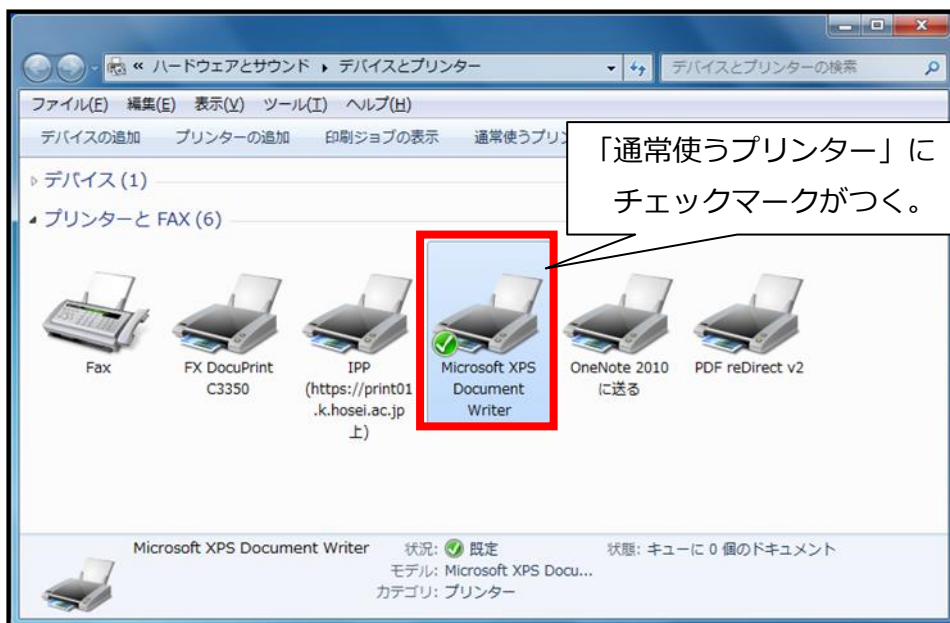 « ハードウェアとサウンド ▸ デバイスとプリンター
デバイスとプリンターの検索
ファイル(F) 編集(E) 表示(V) ツール(T) ヘルプ(H)
デバイスの追加 プリンターの追加 印刷ジョブの表示 通常使うプリン
「通常使うプリンター」に
チェックマークがつく。
デバイス (1)
プリンターと FAX (6)
Fax
FX DocuPrint
C3350
IPP
(https://print01
.k.hosei.ac.jp
上)
Microsoft XPS
Document
Writer
OneNote 2010
に送る
PDF reDirect v2
Microsoft XPS Document Writer 状況: 既定 状態: キューに 0 個のドキュメント
モデル: Microsoft XPS Docu...
カテゴリ: プリンター